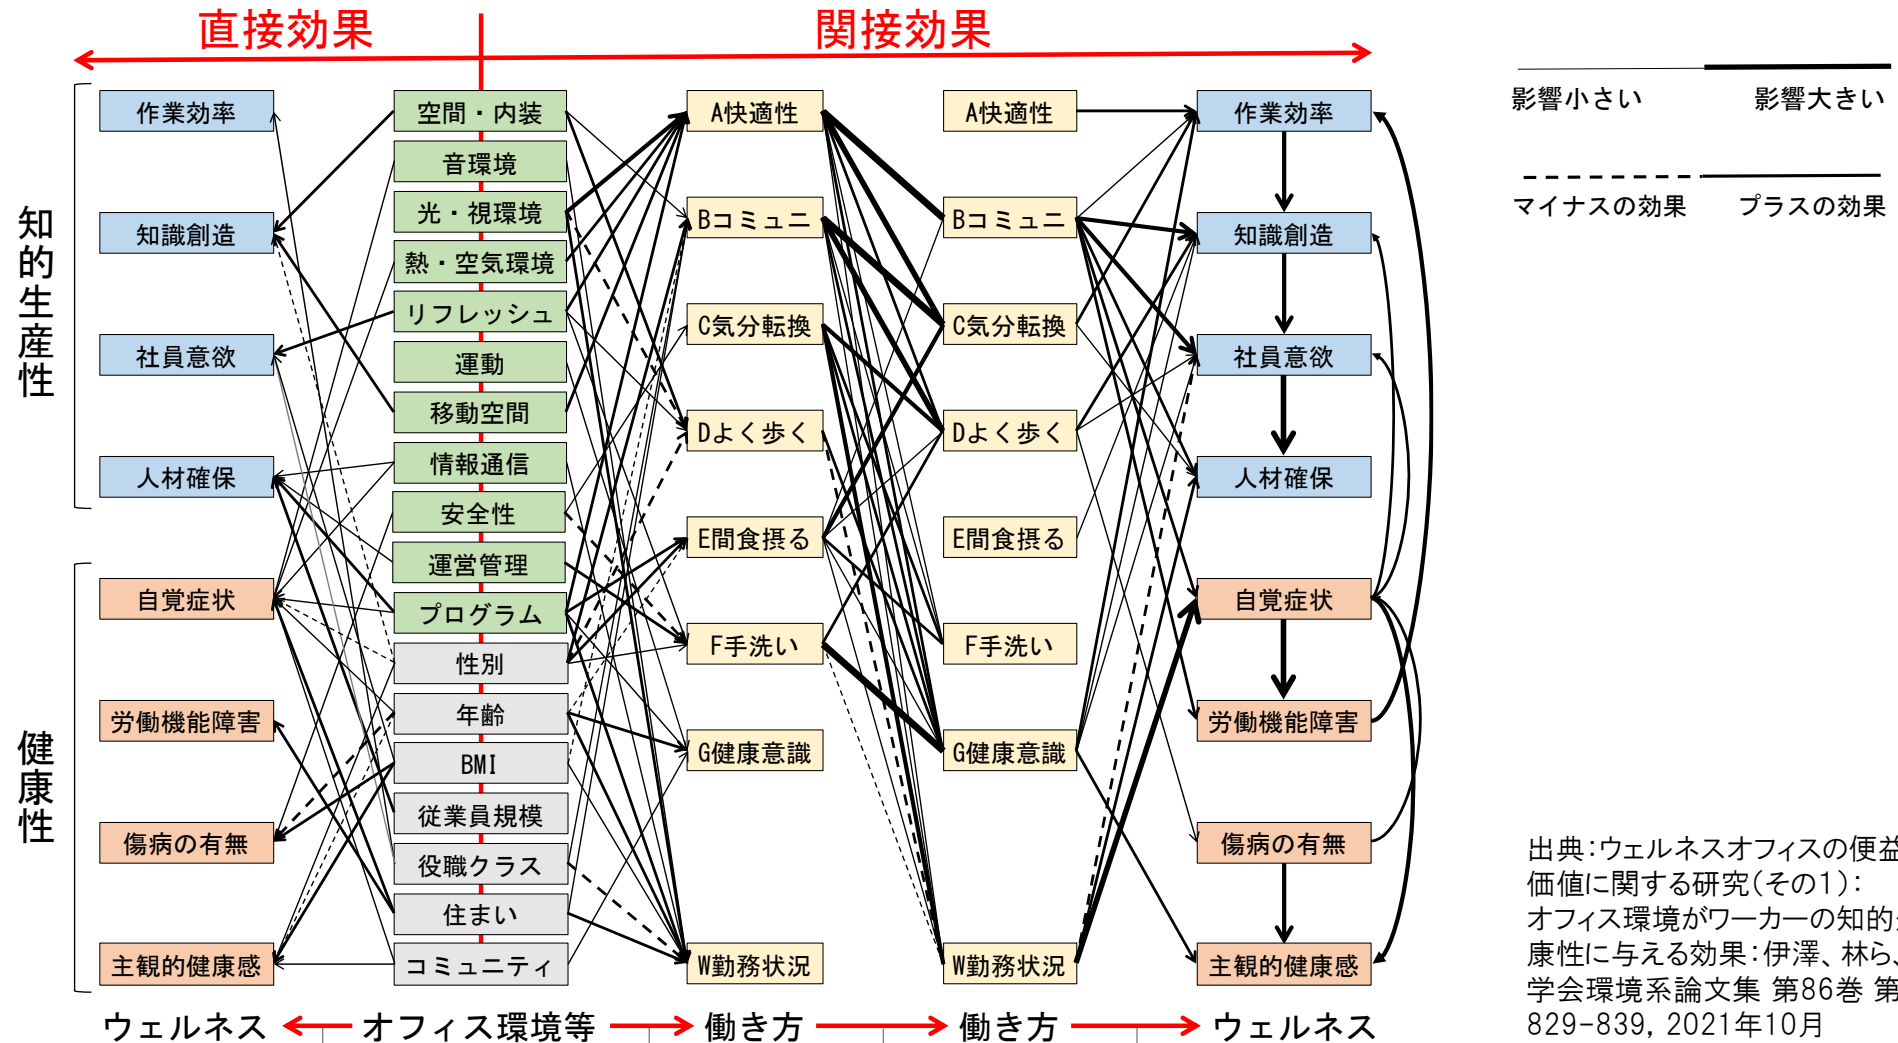 直接効果
関接効果
知的生産性
健康性
作業効率
知識創造
社員意欲
人材確保
自覚症状
労働機能障害
傷病の有無
主観的健康感
空間・内装
音環境
光・視環境
熱・空気環境
リフレッシュ
運動
移動空間
情報通信
安全性
運営管理
プログラム
性別
年齢
BMI
従業員規模
役職クラス
住まい
コミュニティ
A快適性
Bコミュニ
C気分転換
Dよく歩く
E間食摂る
F手洗い
G健康意識
W勤務状況
A快適性
Bコミュニ
C気分転換
Dよく歩く
E間食摂る
F手洗い
G健康意識
W勤務状況
作業効率
知識創造
社員意欲
人材確保
自覚症状
労働機能障害
傷病の有無
主観的健康感
ウェルネス
オフィス環境等
働き方
働き方
ウェルネス
影響小さい
影響大きい
マイナスの効果
プラスの効果
出典：ウェルネスオフィスの便益
価値に関する研究（その1）：
オフィス環境がワーカーの知的
康性に与える効果：伊澤、林ら、
学会環境系論文集 第86巻 第
829-839, 2021年10月